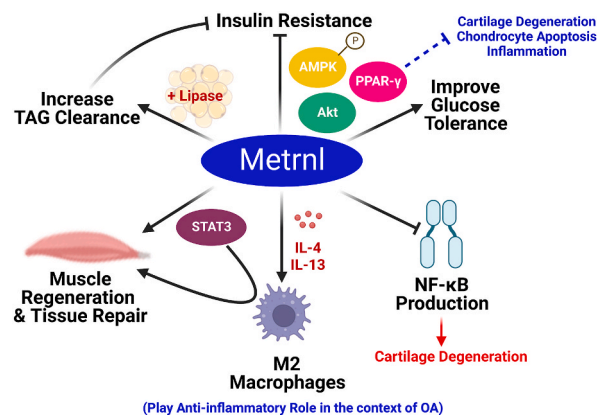 Insulin Resistance
Cartilage Degeneration
Chondrocyte Apoptosis
Inflammation
P
AMPK
PPAR-γ
+ Lipase
Akt
Increase
TAG Clearance
Improve
Glucose
Tolerance
Metrnl
STAT3
IL-4
IL-13
Muscle
Regeneration
& Tissue Repair
NF-κB
Production
Cartilage Degeneration
M2
Macrophages
(Play Anti-inflammatory Role in the context of OA)